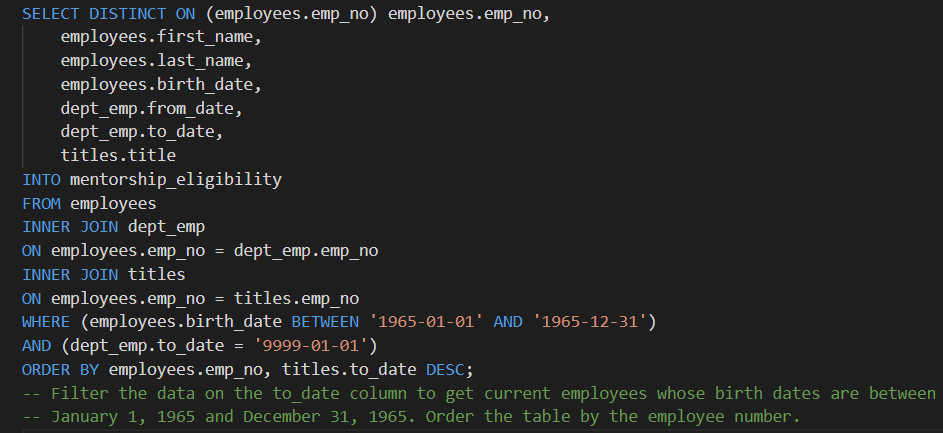 SELECT DISTINCT ON (employees.emp_no) employees.emp_no,
    employees.first_name,
    employees.last_name,
    employees.birth_date,
    dept_emp.from_date,
    dept_emp.to_date,
    titles.title
INTO mentorship_eligibility
FROM employees
INNER JOIN dept_emp
ON employees.emp_no = dept_emp.emp_no
INNER JOIN titles
ON employees.emp_no = titles.emp_no
WHERE (employees.birth_date BETWEEN '1965-01-01' AND '1965-12-31')
AND (dept_emp.to_date = '9999-01-01')
ORDER BY employees.emp_no, titles.to_date DESC;
-- Filter the data on the to_date column to get current employees whose birth dates are between
-- January 1, 1965 and December 31, 1965. Order the table by the employee number.